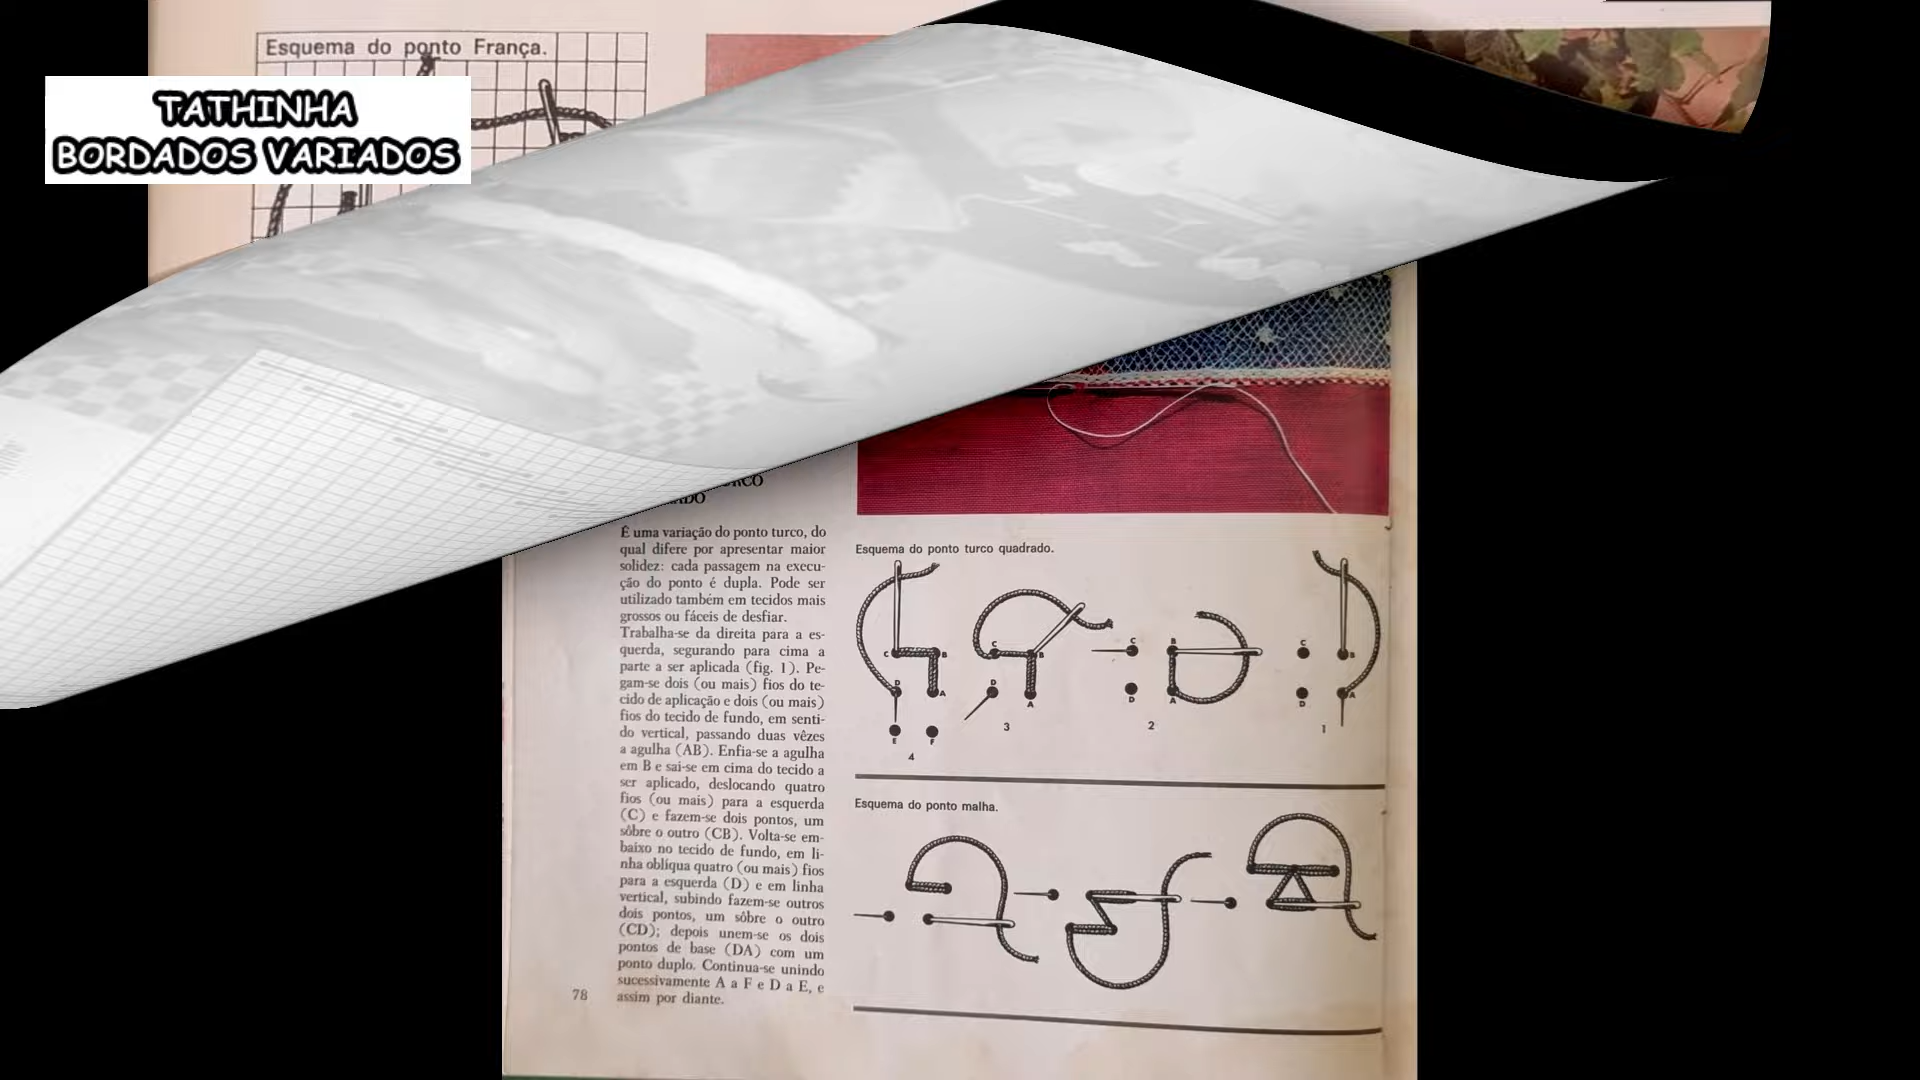 Esquema do ponto França.
TATHINHA
BORDADOS VARIADOS
É uma variação do ponto turco, do
qual difere por apresentar maior
solidez: cada passagem na execu-
ção do ponto é dupla. Pode ser
utilizado também em tecidos mais
grossos ou fáceis de desfiar.
Trabalha-se da direita para a es-
querda, segurando para cima a
parte a ser aplicada (fig. 1). Pe-
gam-se dois (ou mais) fios do te-
cido de aplicação e dois (ou mais)
fios do tecido de fundo, em senti-
do vertical, passando duas vêzes
a agulha (AB). Enfia-se a agulha
em B e sai-se em cima do tecido a
ser aplicado, deslocando quatro
fios (ou mais) para a esquerda
(C) e fazem-se dois pontos, um
sôbre o outro (CB). Volta-se em-
baixo no tecido de fundo, em li-
nha oblíqua quatro (ou mais) fios
para a esquerda (D) e em linha
vertical, subindo fazem-se outros
dois pontos, um sôbre o outro
(CD); depois unem-se os dois
pontos de base (DA) com um
ponto duplo. Continua-se unindo
sucessivamente A a F e D a E, e
assim por diante.
78
Esquema do ponto turco quadrado.
C B D A E F
4
C B D A
3
C B D A
2
C B D A
1
Esquema do ponto malha.